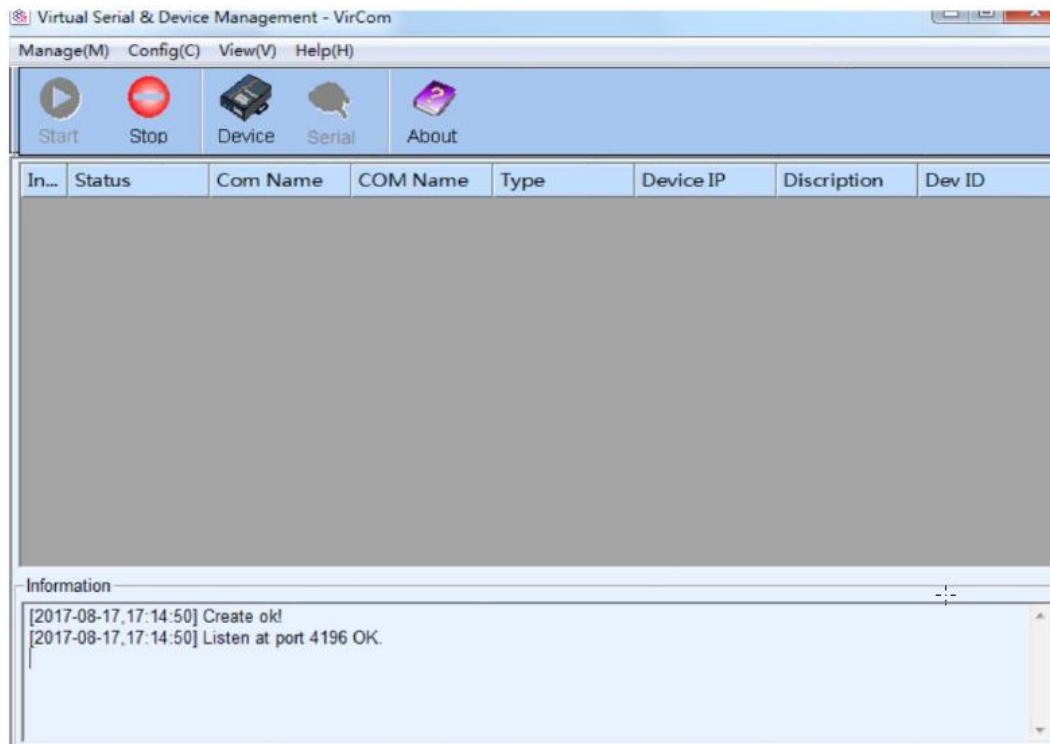 Virtual Serial & Device Management - VirCom
Manage(M) Config(C) View(V) Help(H)
Start Stop Device Serial About
In... Status Com Name COM Name Type Device IP Discription Dev ID
Information
[2017-08-17,17:14:50] Create ok!
[2017-08-17,17:14:50] Listen at port 4196 OK.